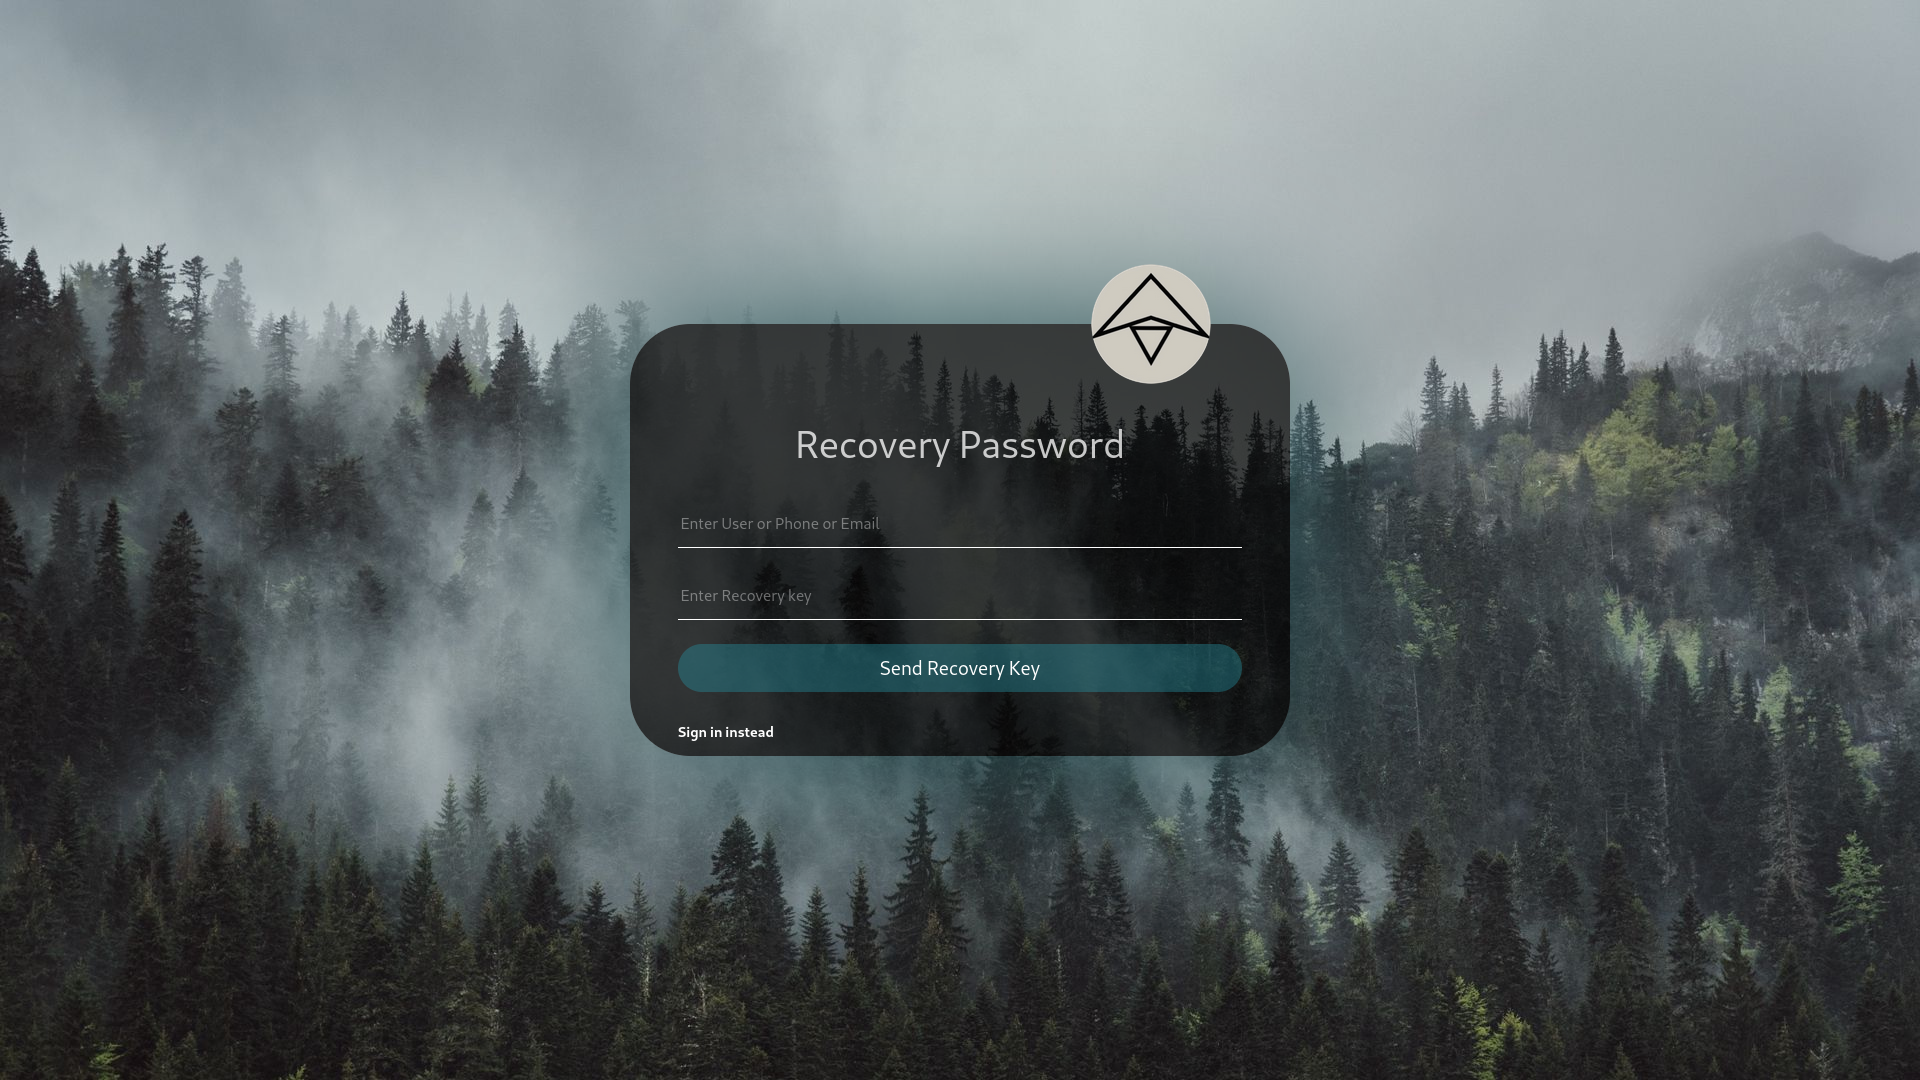 Recovery Password
Enter User or Phone or Email
Enter Recovery key
Send Recovery Key
Sign in instead